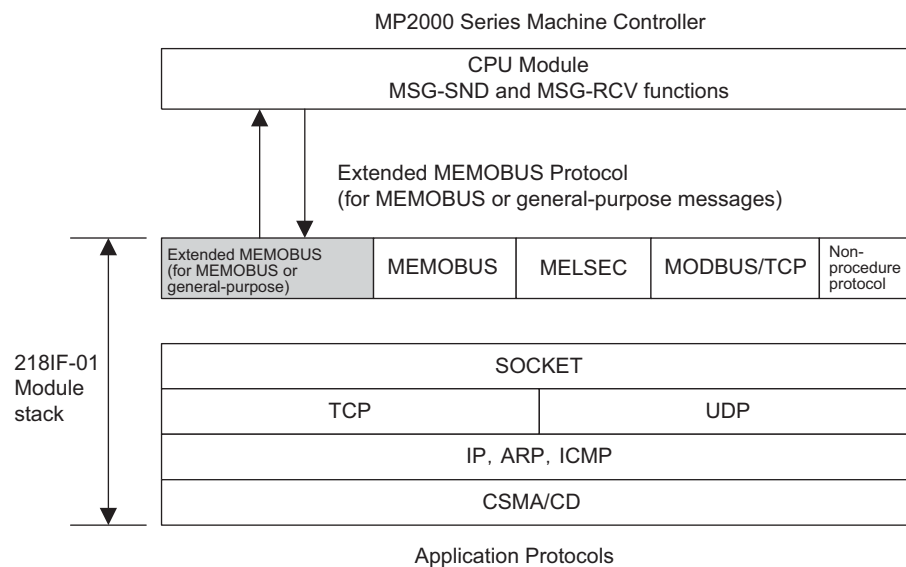 MP2000 Series Machine Controller
CPU Module
MSG-SND and MSG-RCV functions
Extended MEMOBUS Protocol
(for MEMOBUS or general-purpose messages)
Extended MEMOBUS
(for MEMOBUS or
general-purpose)
MEMOBUS
MELSEC
MODBUS/TCP
Non-
procedure
protocol
218IF-01
Module
stack
SOCKET
TCP
UDP
IP, ARP, ICMP
CSMA/CD
Application Protocols